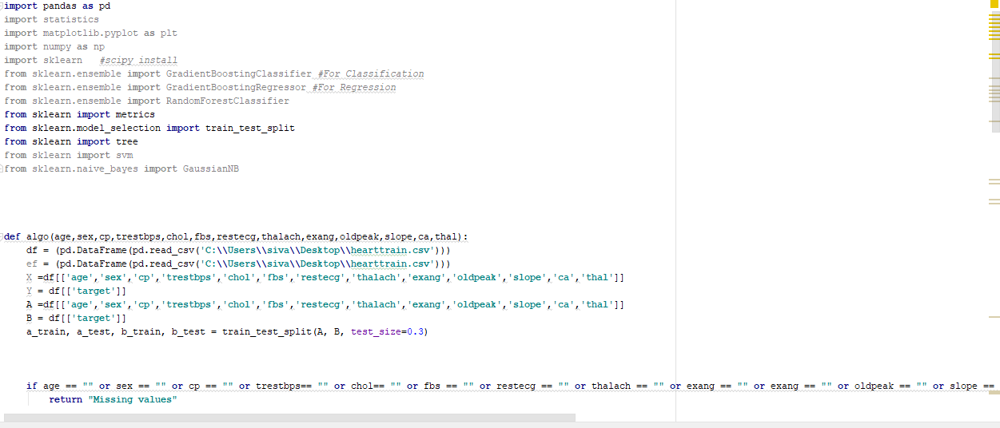 import pandas as pd
import statistics
import matplotlib.pyplot as plt
import numpy as np
import sklearn   #scipy install
from sklearn.ensemble import GradientBoostingClassifier #For Classification
from sklearn.ensemble import GradientBoostingRegressor #For Regression
from sklearn.ensemble import RandomForestClassifier
from sklearn import metrics
from sklearn.model_selection import train_test_split
from sklearn import tree
from sklearn import svm
from sklearn.naive_bayes import GaussianNB
def algo(age,sex,cp,trestbps,chol,fbs,restecg,thalach,exang,oldpeak,slope,ca,thal):
    df = (pd.DataFrame(pd.read_csv('C:\\Users\\siva\\Desktop\\hearttrain.csv')))
    ef = (pd.DataFrame(pd.read_csv('C:\\Users\\siva\\Desktop\\hearttrain.csv')))
    X =df[['age','sex','cp','trestbps','chol','fbs','restecg','thalach','exang','oldpeak','slope','ca','thal']]
    Y = df[['target']]
    A =df[['age','sex','cp','trestbps','chol','fbs','restecg','thalach','exang','oldpeak','slope','ca','thal']]
    B = df[['target']]
    a_train, a_test, b_train, b_test = train_test_split(A, B, test_size=0.3)
    if age == "" or sex == "" or cp == "" or trestbps== "" or chol== "" or fbs == "" or restecg == "" or thalach == "" or exang == "" or exang == "" or oldpeak == "" or slope ==
        return "Missing values"